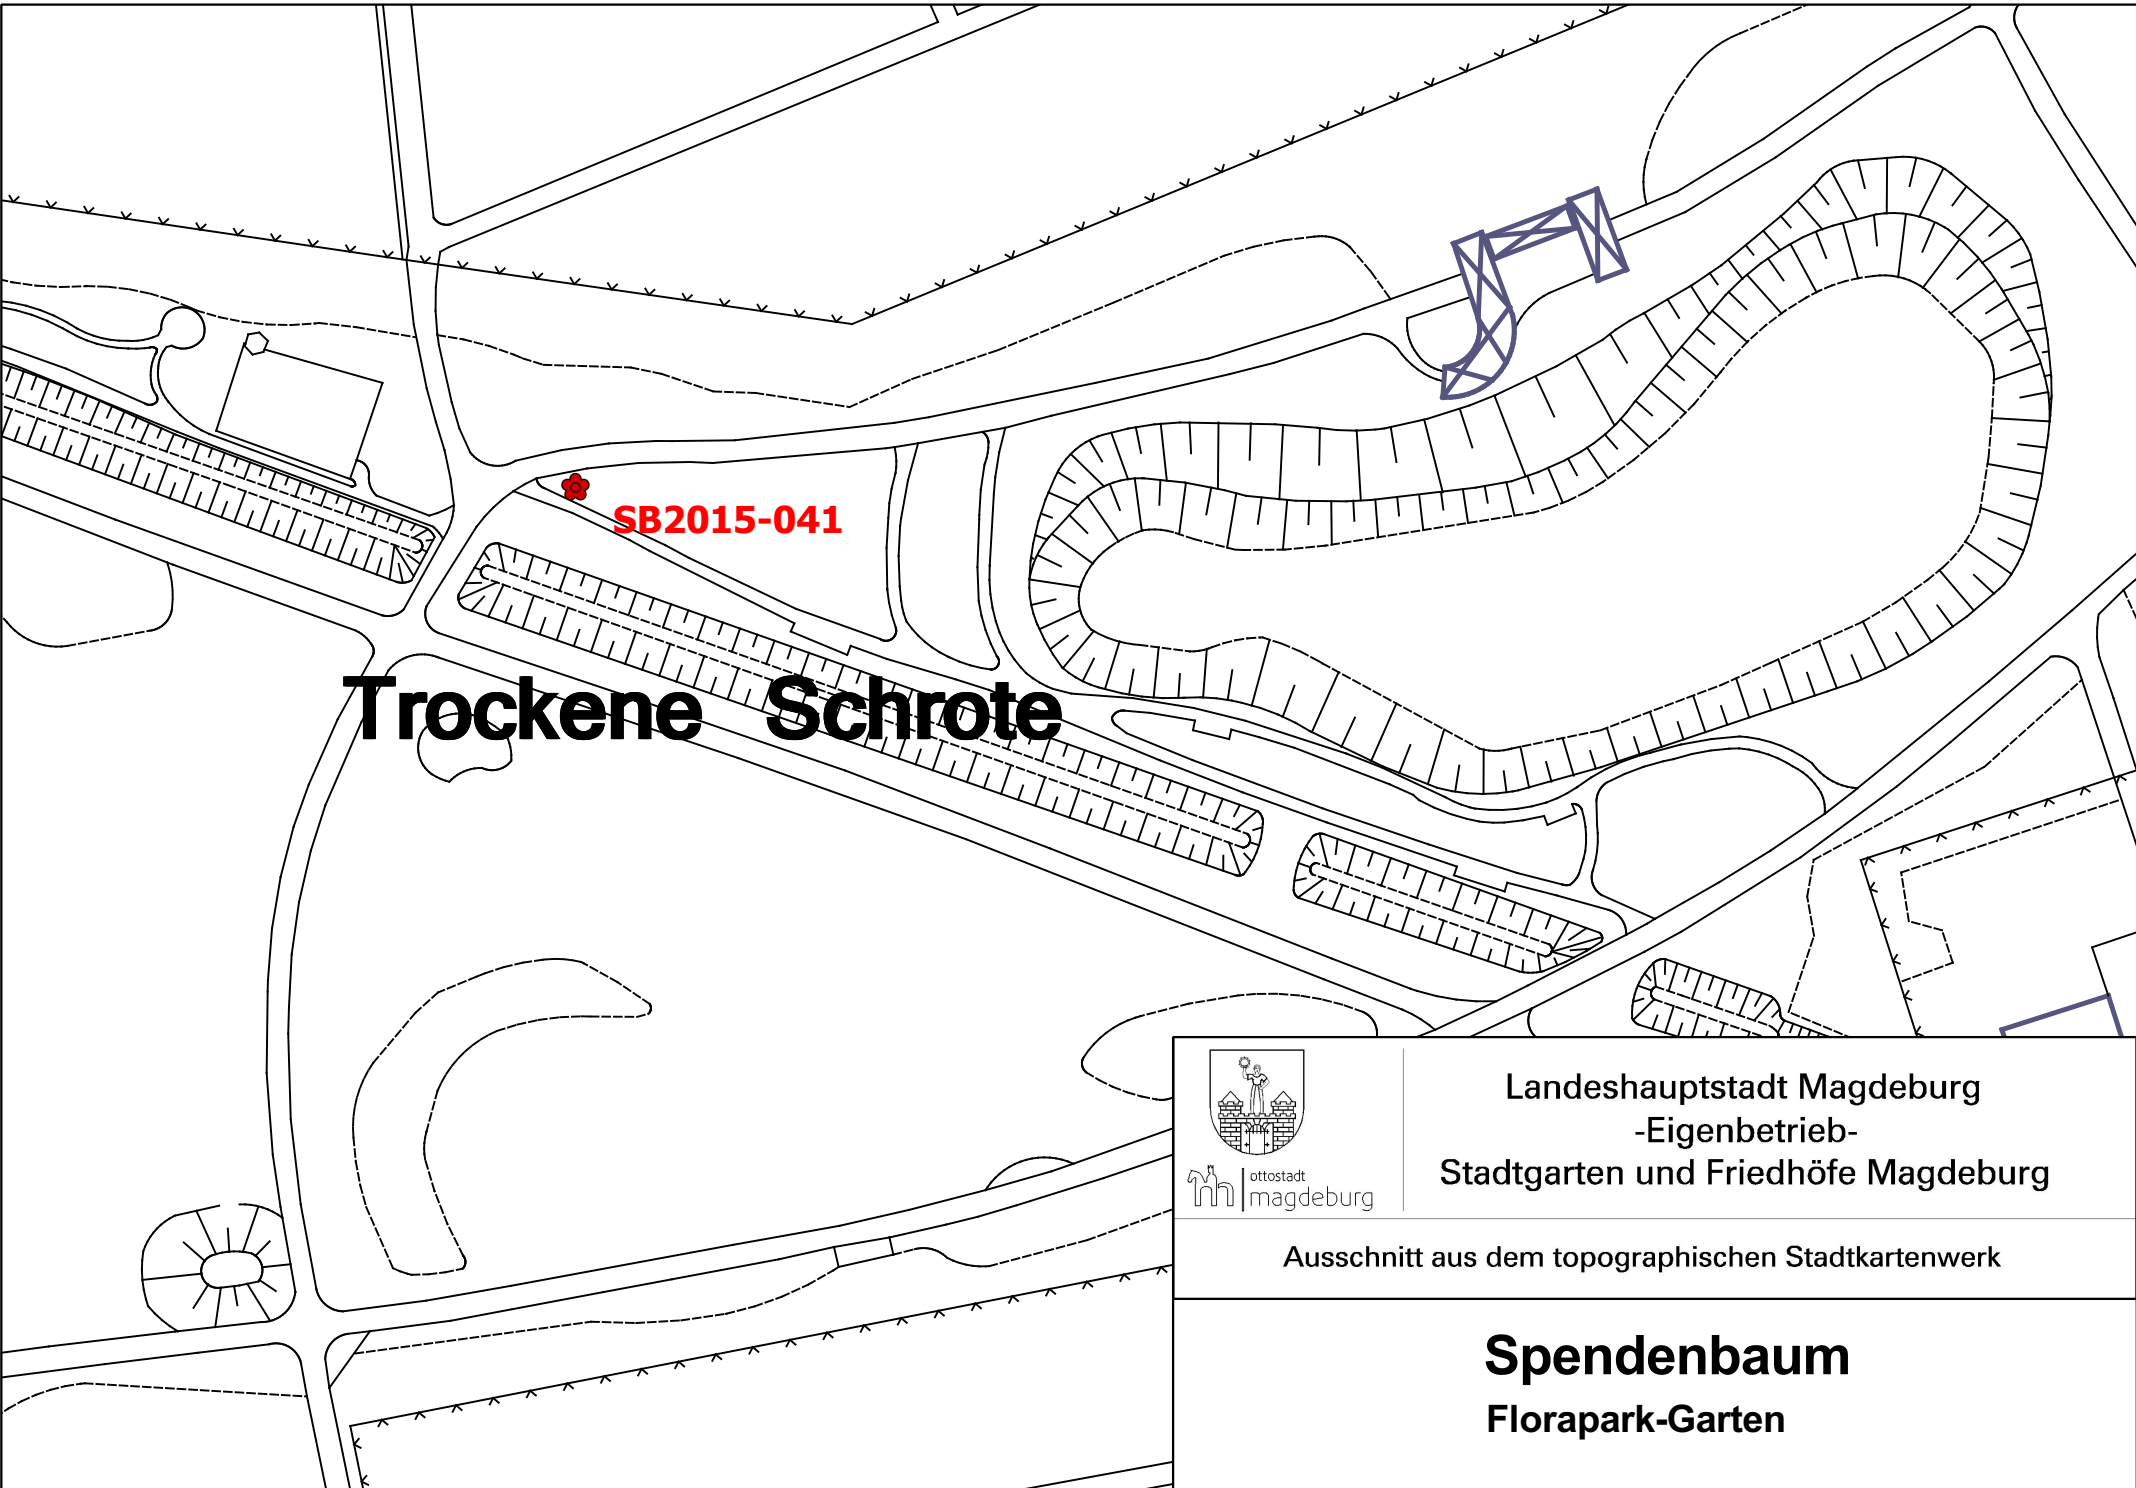 SB2015-041
Trockene Schrote
Landeshauptstadt Magdeburg
-Eigenbetrieb-
Stadtgarten und Friedhöfe Magdeburg
ottostadt
magdeburg
Ausschnitt aus dem topographischen Stadtkartenwerk
Spendenbaum
Florapark-Garten